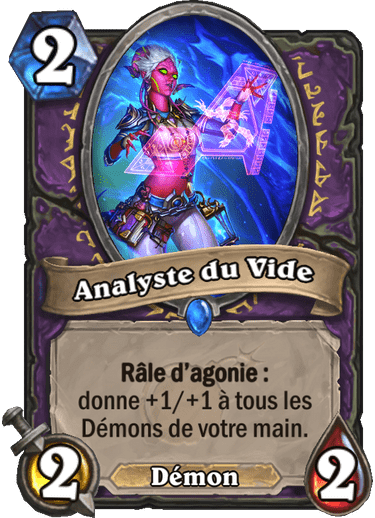 2
Analyste du Vide
Râle d’agonie :
donne +1/+1 à tous les
Démons de votre main.
2
Démon
2